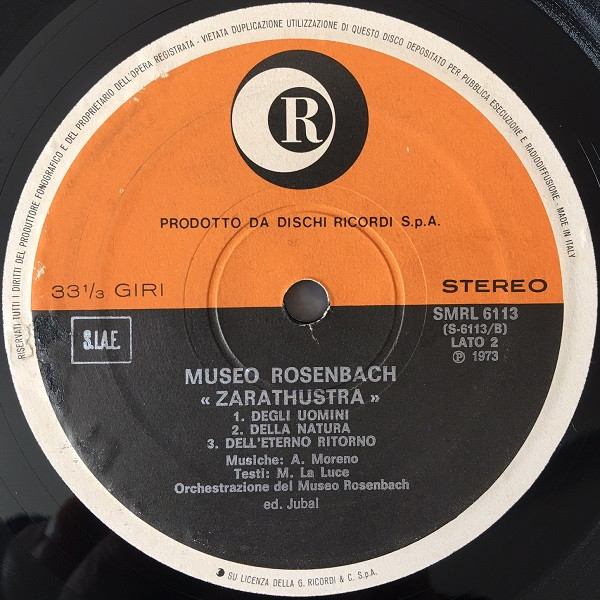 RISERVATI TUTTI I DIRITTI DEL PRODUTTORE FONOGRAFICO E DEL PROPRIETARIO DELL'OPERA REGISTRATA - VIETATA DUPLICAZIONE UTILIZZAZIONE DI QUESTO DISCO DEPOSITATO PER PUBBLICA ESECUZIONE E RADIODIFFUSIONE - MADE IN ITALY
R
PRODOTTO DA DISCHI RICORDI S.p.A.
33 1/3 GIRI
STEREO
S.I.A.E.
SMRL 6113
(S-6113/B)
LATO 2
Ⓟ 1973
MUSEO ROSENBACH
« ZARATHUSTRA »
1. DEGLI UOMINI
2. DELLA NATURA
3. DELL'ETERNO RITORNO
Musiche: A. Moreno
Testi: M. La Luce
Orchestrazione del Museo Rosenbach
ed. Jubal
SU LICENZA DELLA G. RICORDI & C. S.p.A.